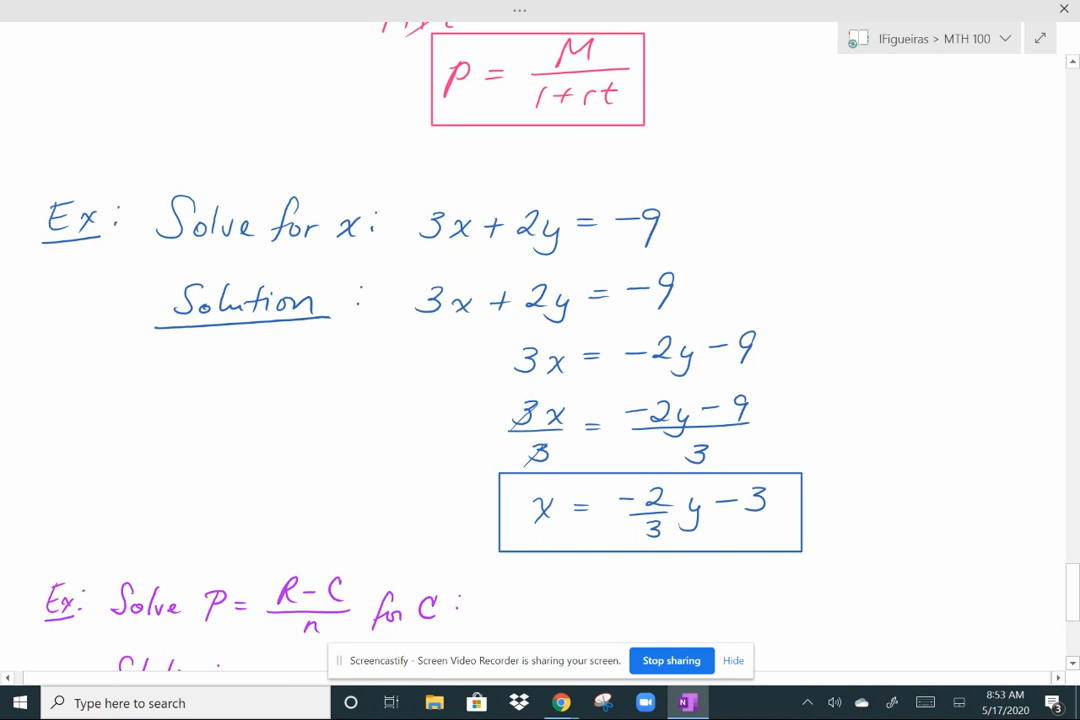 IFigueiras > MTH 100
P = M / 1+rt
Ex: Solve for x: 3x + 2y = -9
Solution : 3x + 2y = -9
3x = -2y - 9
3x / 3 = -2y - 9 / 3
x = -2/3 y - 3
Ex: Solve P = R - C / n for C :
Screencastify - Screen Video Recorder is sharing your screen. Stop sharing Hide
Type here to search
8:53 AM
5/17/2020
3